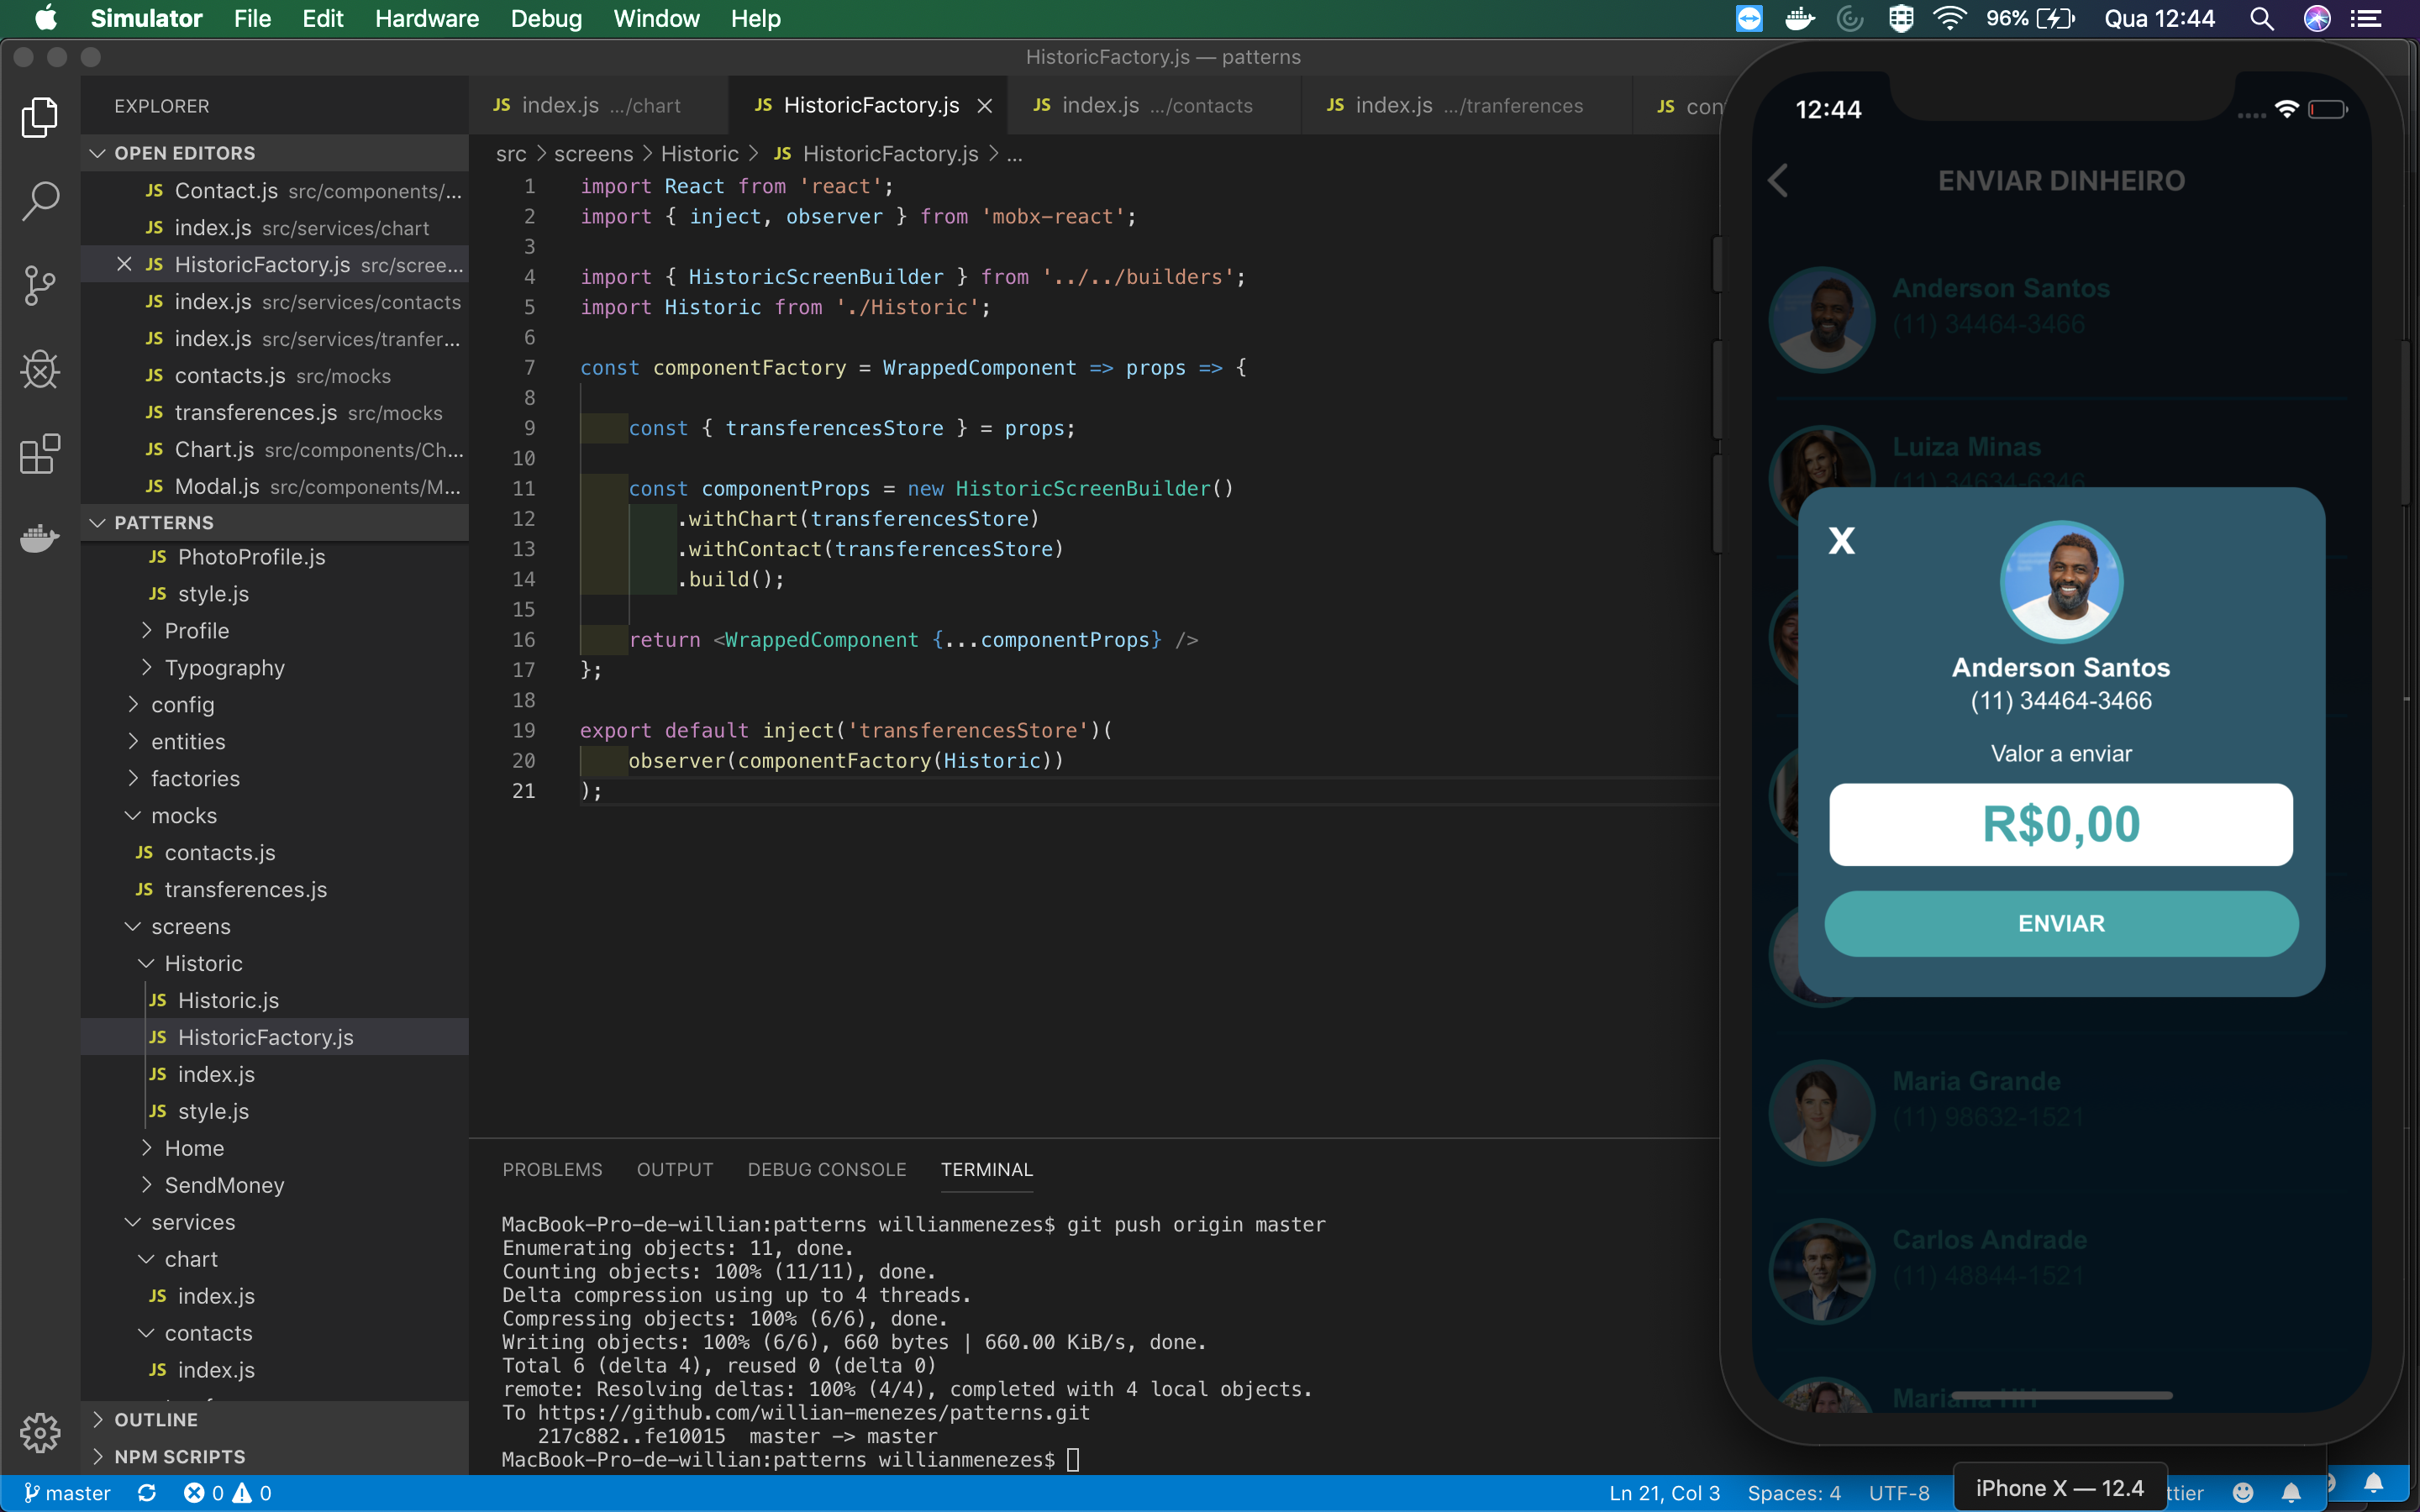 Simulator File Edit Hardware Debug Window Help
96% Qua 12:44
HistoricFactory.js — patterns
EXPLORER
OPEN EDITORS
JS Contact.js src/components/...
JS index.js src/services/chart
JS HistoricFactory.js src/scree...
JS index.js src/services/contacts
JS index.js src/services/tranfer...
JS contacts.js src/mocks
JS transferences.js src/mocks
JS Chart.js src/components/Ch...
JS Modal.js src/components/M...
PATTERNS
JS PhotoProfile.js
JS style.js
Profile
Typography
config
entities
factories
mocks
JS contacts.js
JS transferences.js
screens
Historic
JS Historic.js
JS HistoricFactory.js
JS index.js
JS style.js
Home
SendMoney
services
chart
JS index.js
contacts
JS index.js
OUTLINE
NPM SCRIPTS
JS index.js .../chart
JS HistoricFactory.js
JS index.js .../contacts
JS index.js .../tranferences
JS con
src > screens > Historic > JS HistoricFactory.js > ...
1 import React from 'react';
2 import { inject, observer } from 'mobx-react';
3
4 import { HistoricScreenBuilder } from '../../builders';
5 import Historic from './Historic';
6
7 const componentFactory = WrappedComponent => props => {
8
9 const { transferencesStore } = props;
10
11 const componentProps = new HistoricScreenBuilder()
12 .withChart(transferencesStore)
13 .withContact(transferencesStore)
14 .build();
15
16 return <WrappedComponent {...componentProps} />
17 };
18
19 export default inject('transferencesStore')(
20 observer(componentFactory(Historic))
21 );
PROBLEMS OUTPUT DEBUG CONSOLE TERMINAL
MacBook-Pro-de-willian:patterns willianmenezes$ git push origin master
Enumerating objects: 11, done.
Counting objects: 100% (11/11), done.
Delta compression using up to 4 threads.
Compressing objects: 100% (6/6), done.
Writing objects: 100% (6/6), 660 bytes | 660.00 KiB/s, done.
Total 6 (delta 4), reused 0 (delta 0)
remote: Resolving deltas: 100% (4/4), completed with 4 local objects.
To https://github.com/willian-menezes/patterns.git
217c882..fe10015 master -> master
MacBook-Pro-de-willian:patterns willianmenezes$
12:44
ENVIAR DINHEIRO
Anderson Santos
(11) 34464-3466
Luiza Minas
(11) 34634-6346
X
Anderson Santos
(11) 34464-3466
Valor a enviar
R$0,00
ENVIAR
Maria Grande
(11) 98632-1521
Carlos Andrade
(11) 48844-1521
Mariana HH
master 0 0
Ln 21, Col 3 Spaces: 4 UTF-8
iPhone X — 12.4
ttier